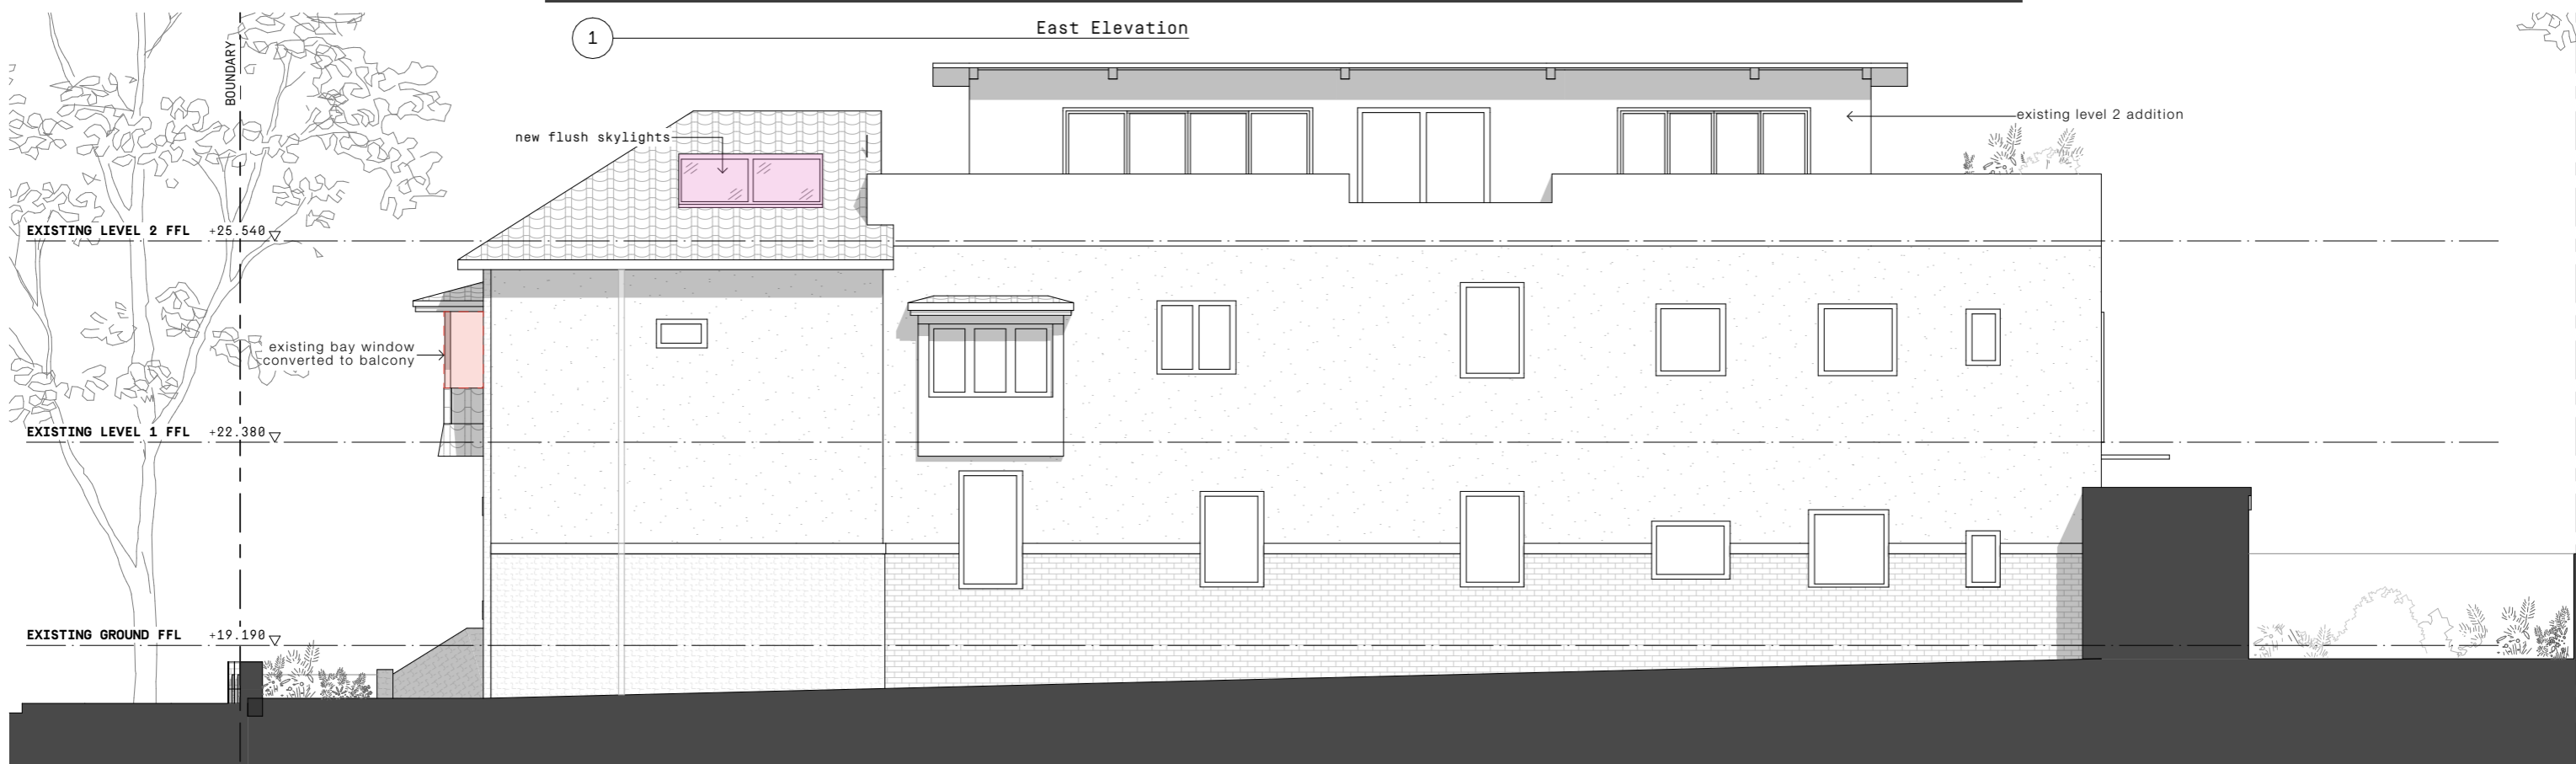 1
East Elevation
BOUNDARY
new flush skylights
existing level 2 addition
EXISTING LEVEL 2 FFL +25.540
existing bay window
converted to balcony
EXISTING LEVEL 1 FFL +22.380
EXISTING GROUND FFL +19.190